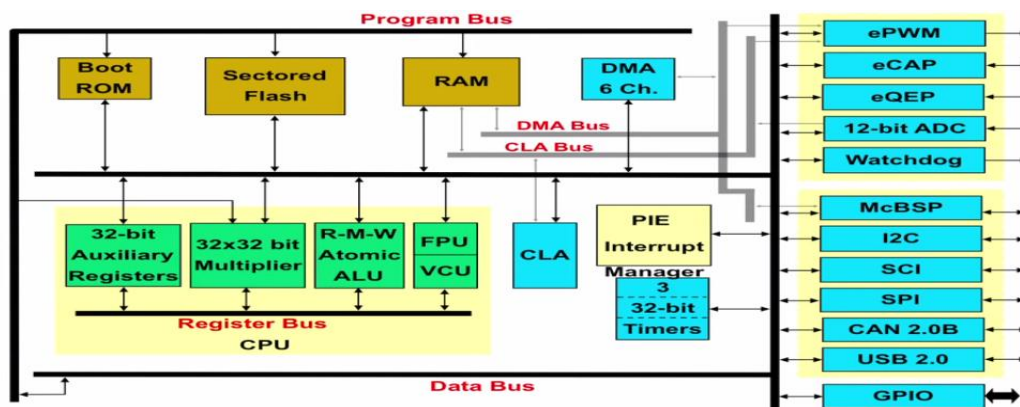 Program Bus
Boot
ROM
Sectored
Flash
RAM
DMA
6 Ch.
DMA Bus
CLA Bus
ePWM
eCAP
eQEP
12-bit ADC
Watchdog
32-bit
Auxiliary
Registers
32x32 bit
Multiplier
R-M-W
Atomic
ALU
FPU
VCU
CLA
PIE
Interrupt
Manager
3
32-bit
Timers
Register Bus
CPU
McBSP
I2C
SCI
SPI
CAN 2.0B
USB 2.0
GPIO
Data Bus